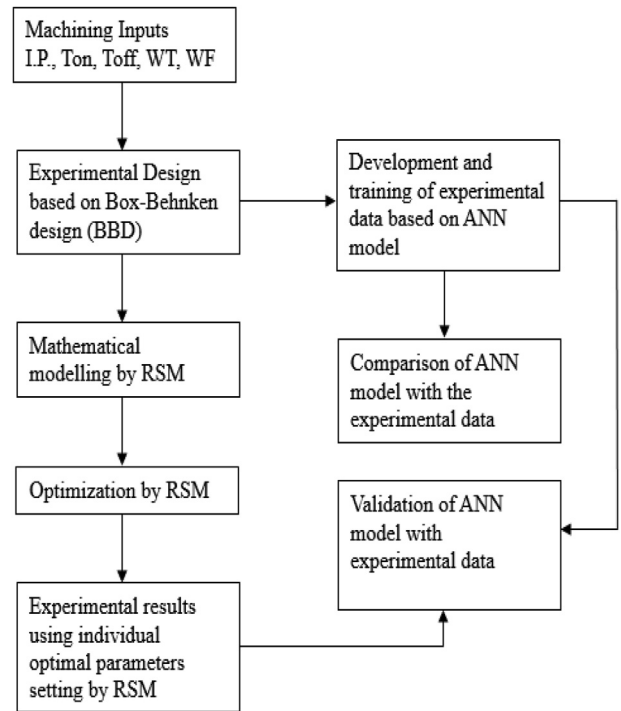 Machining Inputs
I.P., Ton, Toff, WT, WF
Experimental Design
based on Box-Behnken
design (BBD)
Mathematical
modelling by RSM
Optimization by RSM
Experimental results
using individual
optimal parameters
setting by RSM
Development and
training of experimental
data based on ANN
model
Comparison of ANN
model with the
experimental data
Validation of ANN
model with
experimental data